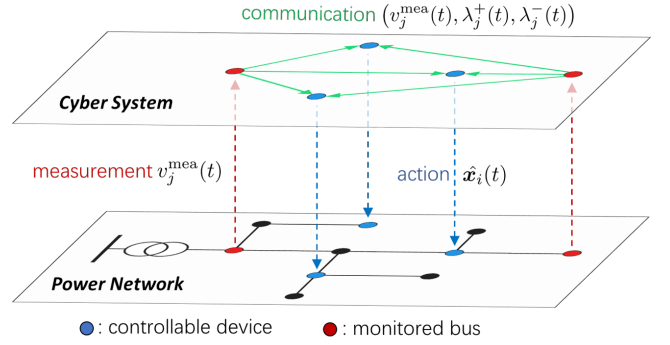 communication (v_j^mea(t), λ_j^+(t), λ_j^-(t))
Cyber System
measurement v_j^mea(t)
action x̂_i(t)
Power Network
: controllable device : monitored bus